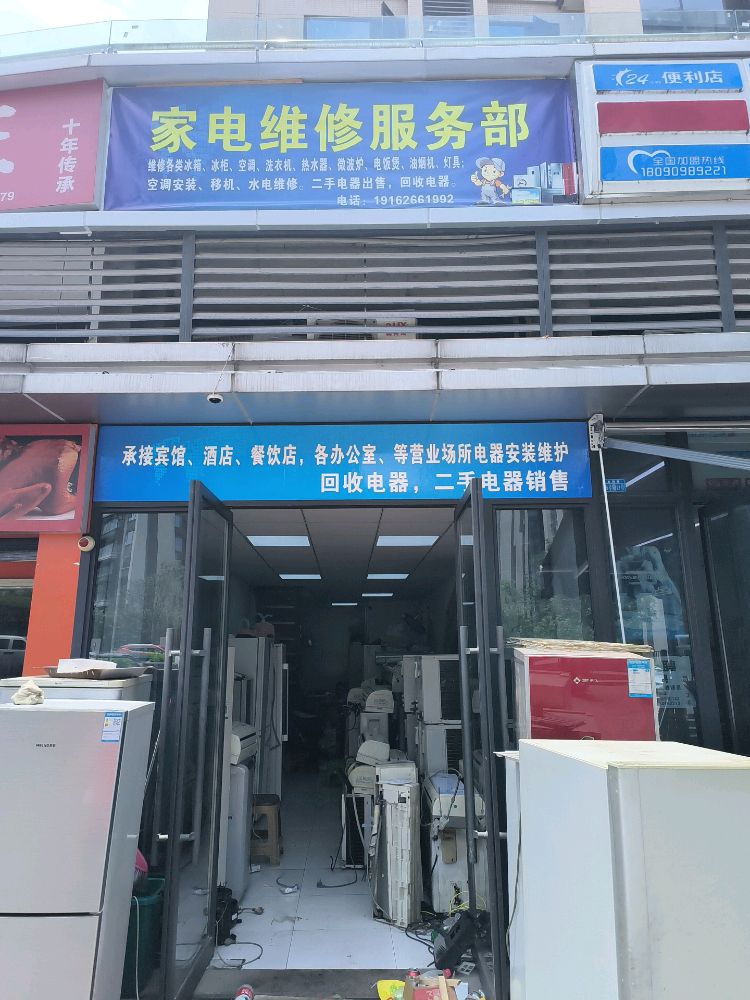 家电维修服务部
维修各类冰箱、冰柜、空调、洗衣机、热水器、微波炉、电饭煲、油烟机、灯具;
空调安装、移机、水电维修。二手电器出售,回收电器。
电话:19162661992
十年传承
79
24 便利店
全国加盟热线
18090989221
承接宾馆、酒店、餐饮店,各办公室、等营业场所电器安装维护
回收电器,二手电器销售